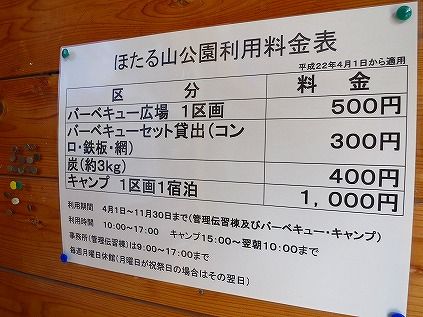 ほたる山公園利用料金表
平成22年4月1日から適用
区　分　料　金
バーベキュー広場　1区画　500円
バーベキューセット貸出(コン
ロ・鉄板・網)　300円
炭(約3kg)　400円
キャンプ　1区画1宿泊　1,000円
利用期間　4月1日～11月30日まで(管理伝習棟及びバーベキュー・キャンプ)
利用時間　10:00～17:00　キャンプ15:00～翌朝10:00まで
事務所(管理伝習棟)は9:00～17:00まで
毎週月曜日休館(月曜日が祝祭日の場合はその翌日)